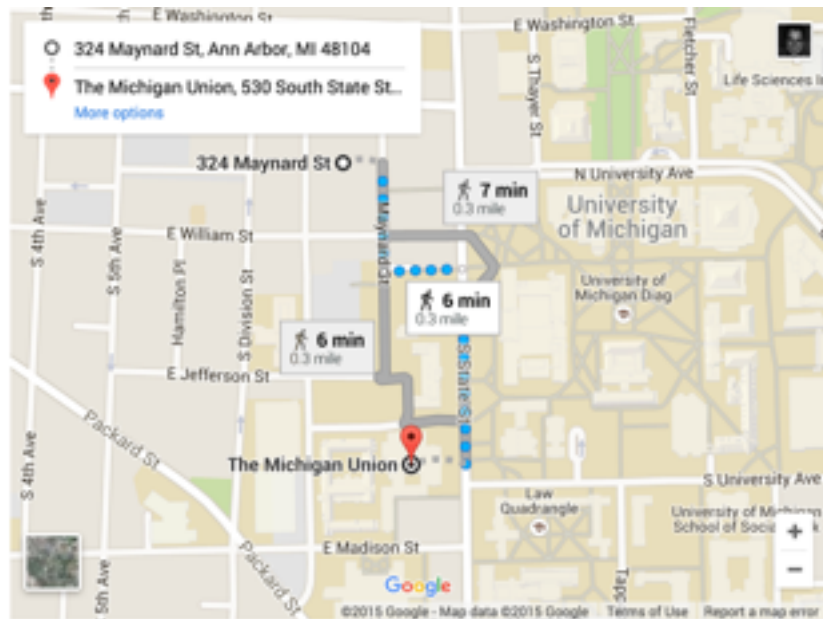 E Washington St
E Washington St
324 Maynard St, Ann Arbor, MI 48104
The Michigan Union, 530 South State St...
More options
S Thayer St
Fletcher St
Life Sciences In
324 Maynard St
N University Ave
7 min
0.3 mile
University
of Michigan
Maynard St
E William St
S 4th Ave
S 5th Ave
Hamilton Pl
S Division St
University of
Michigan Diag
6 min
0.3 mile
6 min
0.3 mile
S State St
E Jefferson St
Packard St
S 4th Ave
The Michigan Union
S University Ave
Law
Quadrangle
University of Michigan
School of Social
E Madison St
Packard St
5th Ave
Tapp
+
−
Google
©2015 Google - Map data ©2015 Google
Terms of Use
Report a map error